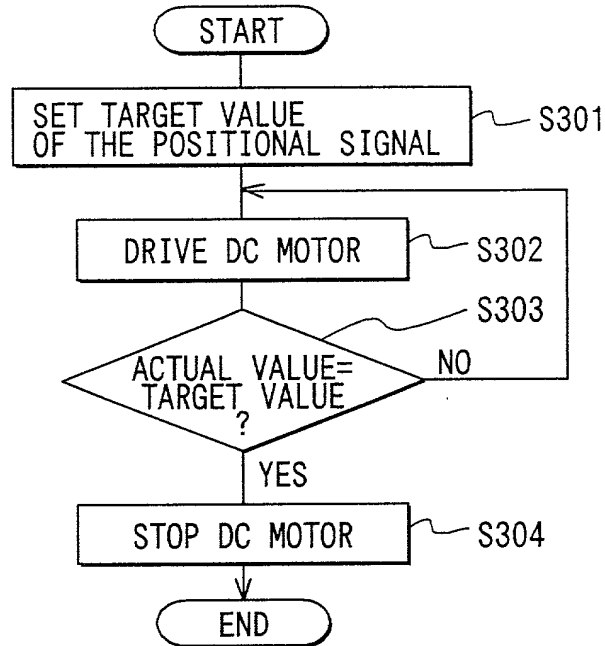 START
SET TARGET VALUE
OF THE POSITIONAL SIGNAL
S301
DRIVE DC MOTOR
S302
S303
ACTUAL VALUE=
TARGET VALUE
?
NO
YES
STOP DC MOTOR
S304
END